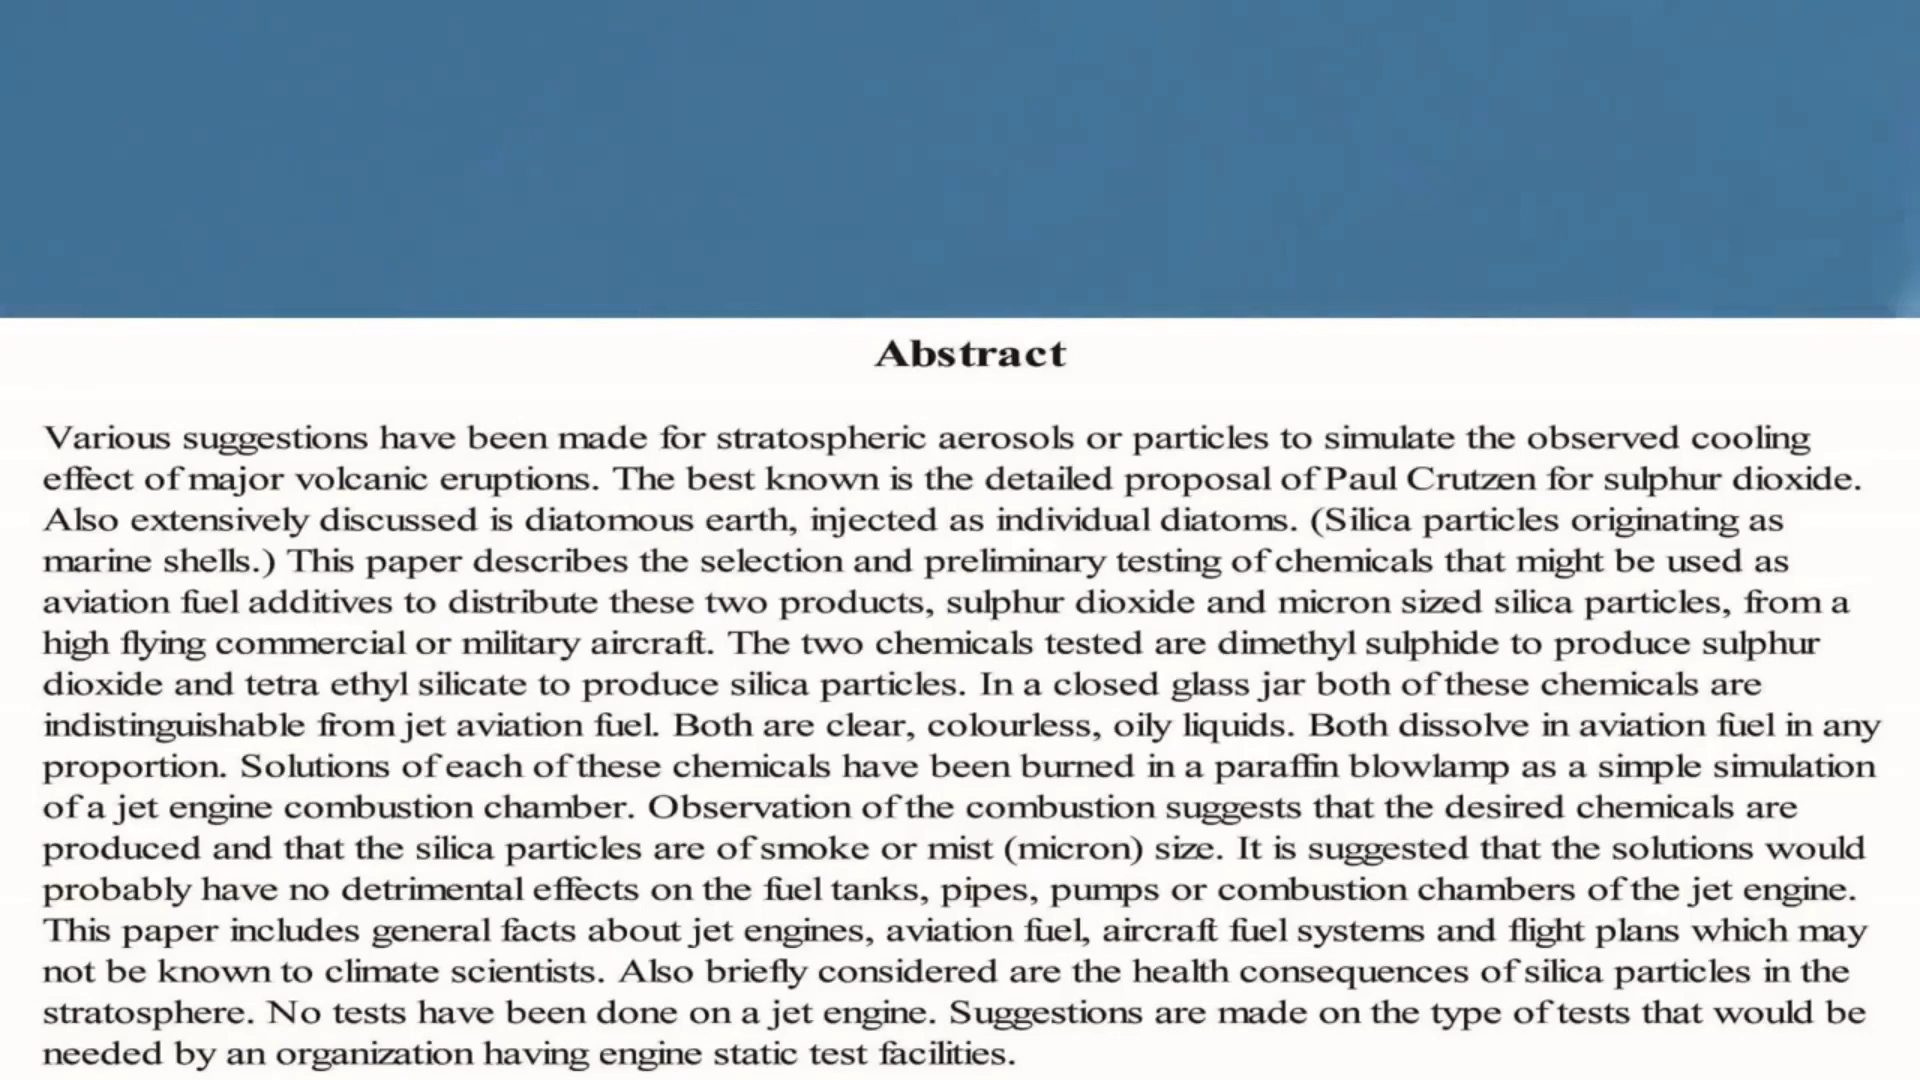 Abstract
Various suggestions have been made for stratospheric aerosols or particles to simulate the observed cooling
effect of major volcanic eruptions. The best known is the detailed proposal of Paul Crutzen for sulphur dioxide.
Also extensively discussed is diatomous earth, injected as individual diatoms. (Silica particles originating as
marine shells.) This paper describes the selection and preliminary testing of chemicals that might be used as
aviation fuel additives to distribute these two products, sulphur dioxide and micron sized silica particles, from a
high flying commercial or military aircraft. The two chemicals tested are dimethyl sulphide to produce sulphur
dioxide and tetra ethyl silicate to produce silica particles. In a closed glass jar both of these chemicals are
indistinguishable from jet aviation fuel. Both are clear, colourless, oily liquids. Both dissolve in aviation fuel in any
proportion. Solutions of each of these chemicals have been burned in a paraffin blowlamp as a simple simulation
of a jet engine combustion chamber. Observation of the combustion suggests that the desired chemicals are
produced and that the silica particles are of smoke or mist (micron) size. It is suggested that the solutions would
probably have no detrimental effects on the fuel tanks, pipes, pumps or combustion chambers of the jet engine.
This paper includes general facts about jet engines, aviation fuel, aircraft fuel systems and flight plans which may
not be known to climate scientists. Also briefly considered are the health consequences of silica particles in the
stratosphere. No tests have been done on a jet engine. Suggestions are made on the type of tests that would be
needed by an organization having engine static test facilities.